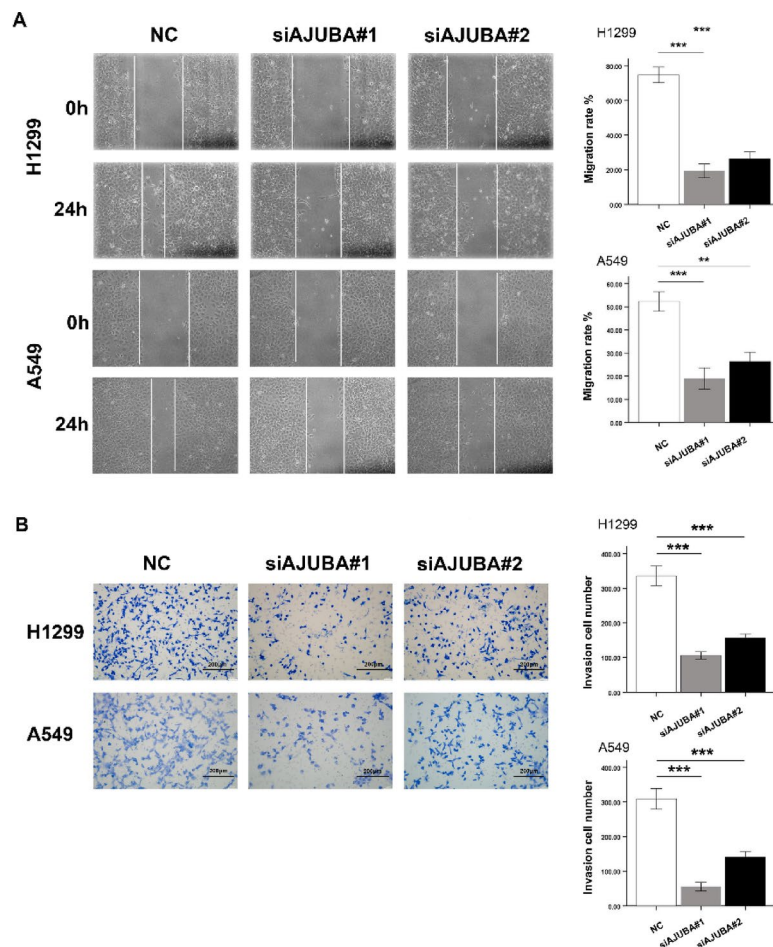 A
NC
siAJUBA#1
siAJUBA#2
H1299
0h
24h
A549
0h
24h
H1299
***
***
Migration rate %
80.00
60.00
40.00
20.00
0.00
NC
siAJUBA#1
siAJUBA#2
A549
**
***
Migration rate %
60.00
50.00
40.00
30.00
20.00
10.00
0.00
NC
siAJUBA#1
siAJUBA#2
B
NC
siAJUBA#1
siAJUBA#2
H1299
200μm
200μm
200μm
A549
200μm
200μm
200μm
H1299
***
***
Invasion cell number
400.00
300.00
200.00
100.00
0.00
NC
siAJUBA#1
siAJUBA#2
A549
***
***
Invasion cell number
400.00
300.00
200.00
100.00
0.00
NC
siAJUBA#1
siAJUBA#2